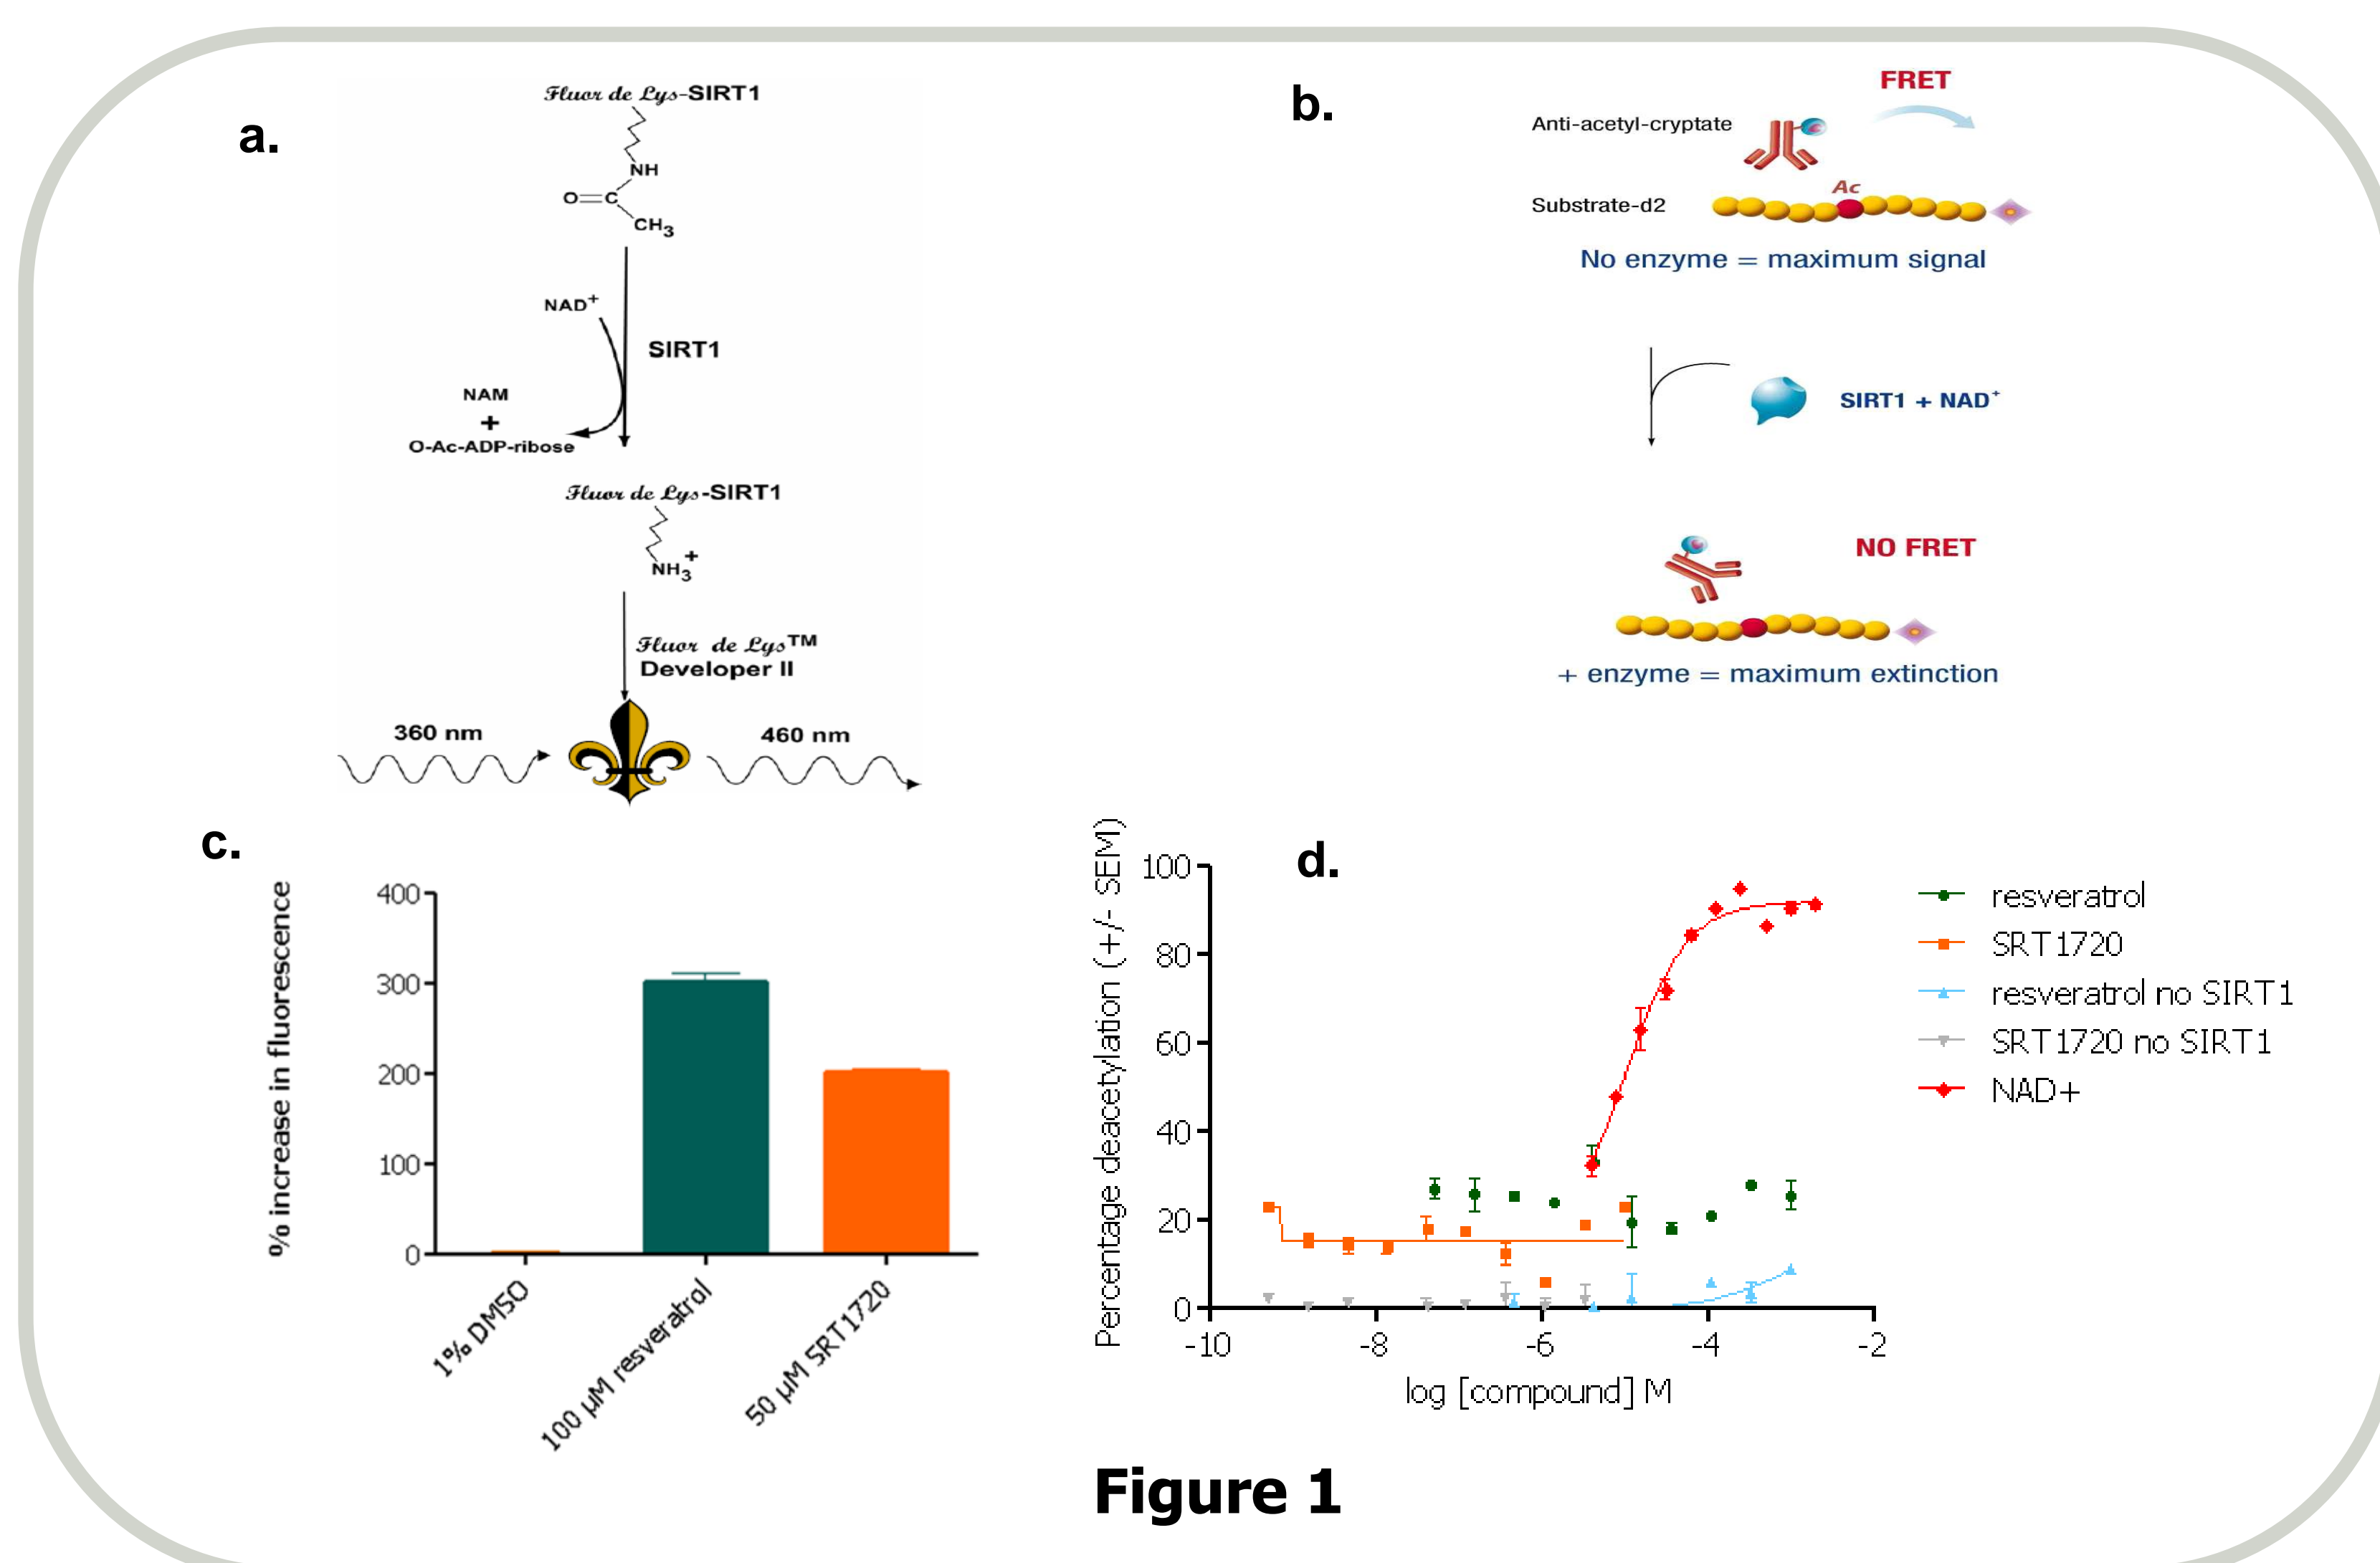 a.
Fluor de Lys-SIRT1
NH
O=C
CH3
NAD+
SIRT1
NAM
+
O-Ac-ADP-ribose
Fluor de Lys-SIRT1
NH3+
Fluor de Lys™
Developer II
360 nm
460 nm
b.
FRET
Anti-acetyl-cryptate
Ac
Substrate-d2
No enzyme = maximum signal
SIRT1 + NAD+
NO FRET
+ enzyme = maximum extinction
c.
% increase in fluorescence
400
300
200
100
0
1% DMSO
100 µM resveratrol
50 µM SRT1720
d.
Percentage deacetylation (+/- SEM)
100
80
60
40
20
0
-10
-8
-6
-4
-2
log [compound] M
resveratrol
SRT1720
resveratrol no SIRT1
SRT1720 no SIRT1
NAD+
Figure 1